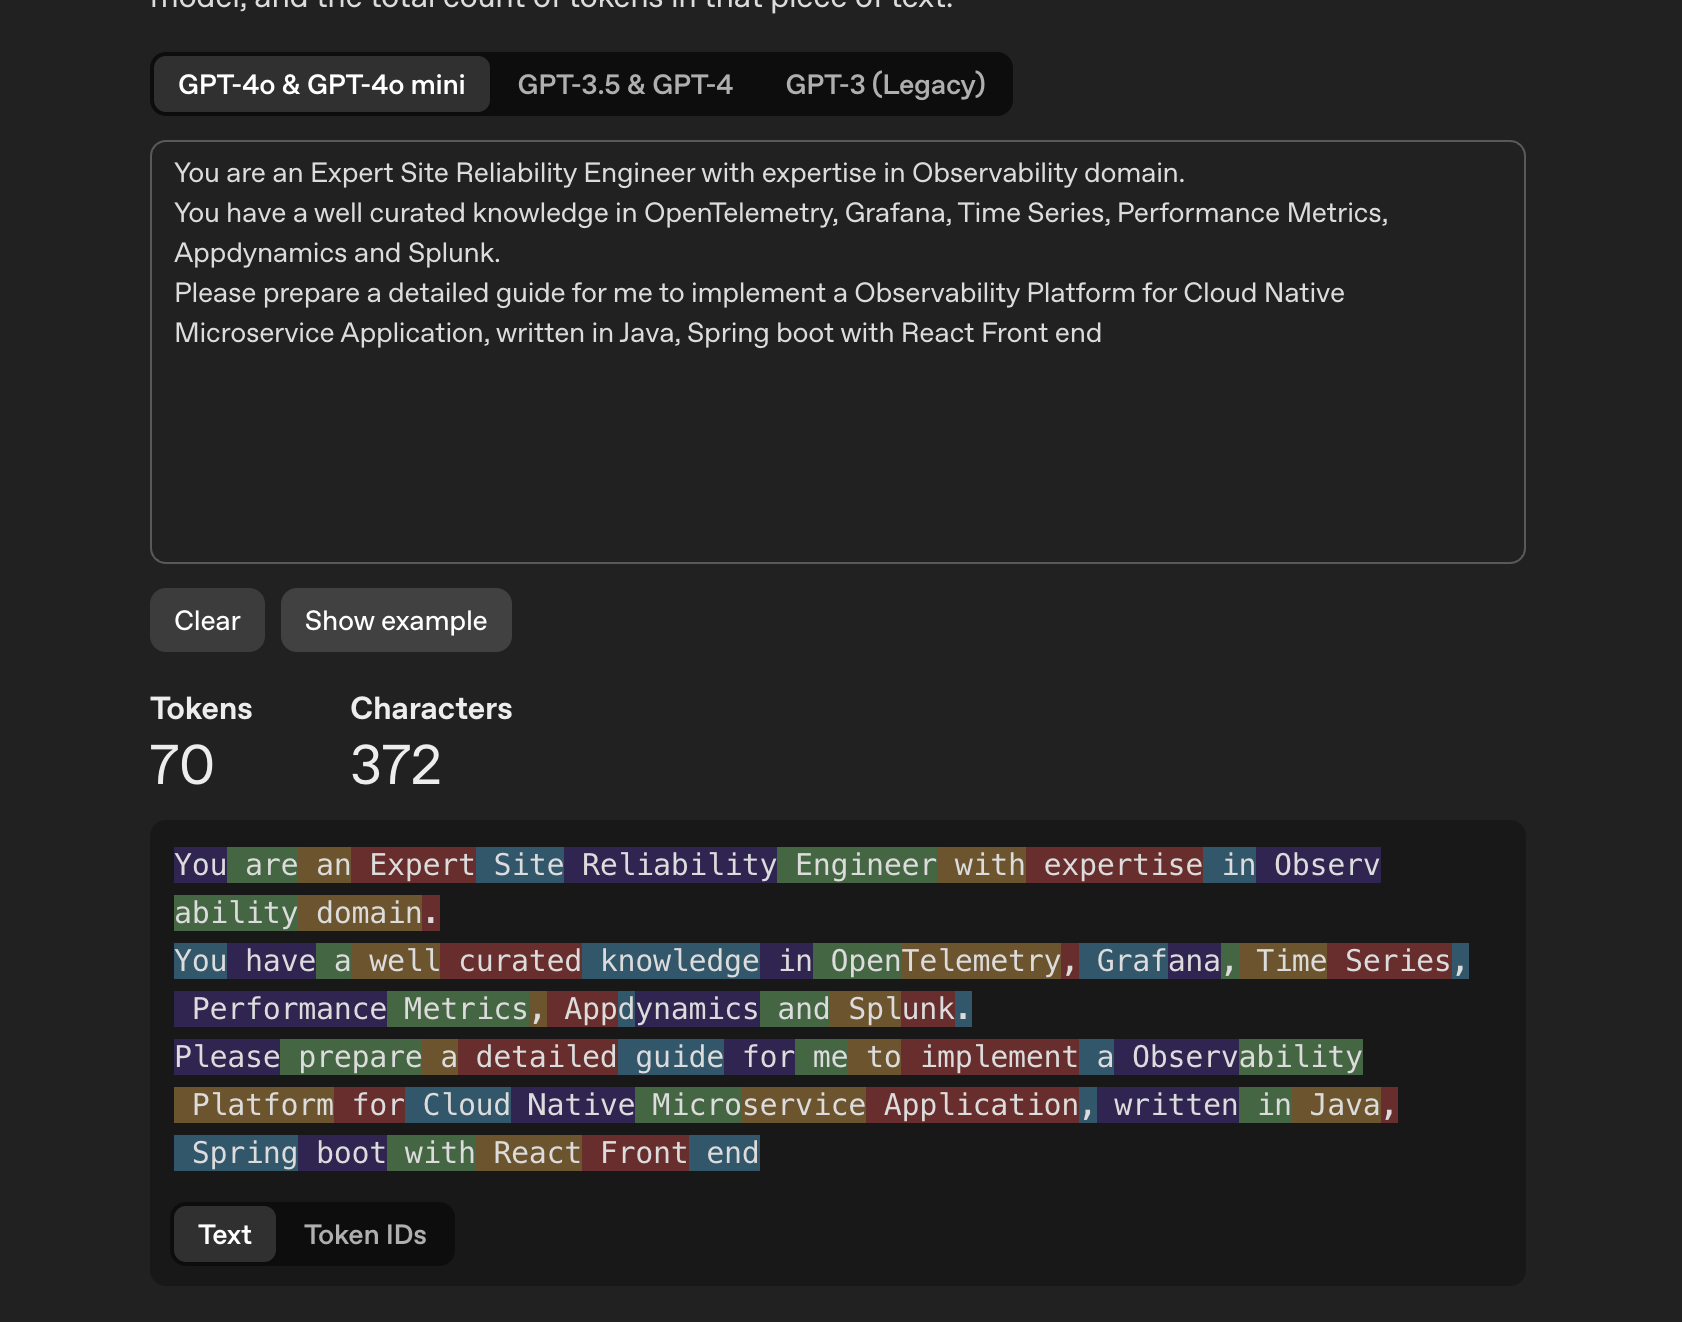 model, and the total count of tokens in that piece of text.
GPT-4o & GPT-4o mini GPT-3.5 & GPT-4 GPT-3 (Legacy)
You are an Expert Site Reliability Engineer with expertise in Observability domain.
You have a well curated knowledge in OpenTelemetry, Grafana, Time Series, Performance Metrics,
Appdynamics and Splunk.
Please prepare a detailed guide for me to implement a Observability Platform for Cloud Native
Microservice Application, written in Java, Spring boot with React Front end
Clear Show example
Tokens Characters
70 372
You are an Expert Site Reliability Engineer with expertise in Observ
ability domain.
You have a well curated knowledge in OpenTelemetry, Grafana, Time Series,
Performance Metrics, Appdynamics and Splunk.
Please prepare a detailed guide for me to implement a Observability
Platform for Cloud Native Microservice Application, written in Java,
Spring boot with React Front end
Text Token IDs